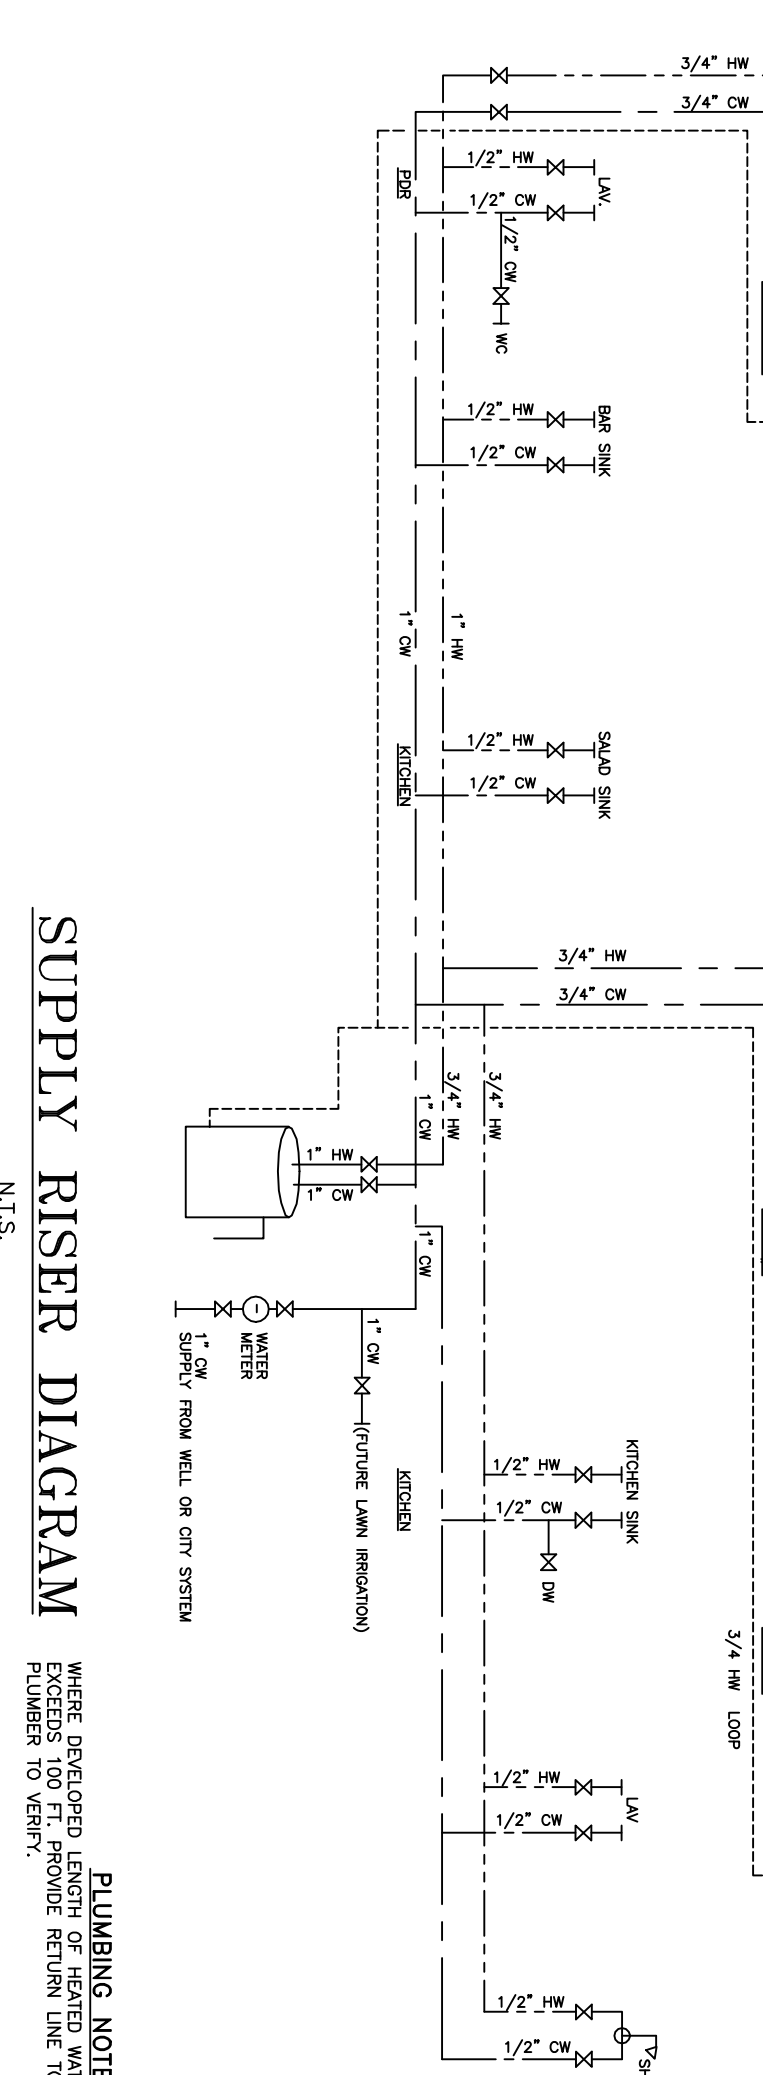 3/4" HW
3/4" CW
1/2" HW
LAV.
PDR
1/2" CW
1/2" CW
WC
1/2" HW
BAR SINK
1/2" CW
1" CW
1" HW
1/2" HW
SALAD SINK
KITCHEN
1/2" CW
3/4" HW
3/4" CW
3/4" HW
3/4" HW
1" CW
1" HW
1" CW
1" CW
WATER
METER
1" CW
SUPPLY FROM WELL OR CITY SYSTEM
1" CW
(FUTURE LAWN IRRIGATION)
KITCHEN
1/2" HW
KITCHEN SINK
1/2" CW
DW
3/4 HW LOOP
1/2" HW
LAV
1/2" CW
1/2" HW
1/2" CW
SUPPLY RISER DIAGRAM
N.T.S.
PLUMBING NOTE
WHERE DEVELOPED LENGTH OF HEATED WAT
EXCEEDS 100 FT. PROVIDE RETURN LINE TO
PLUMBER TO VERIFY.